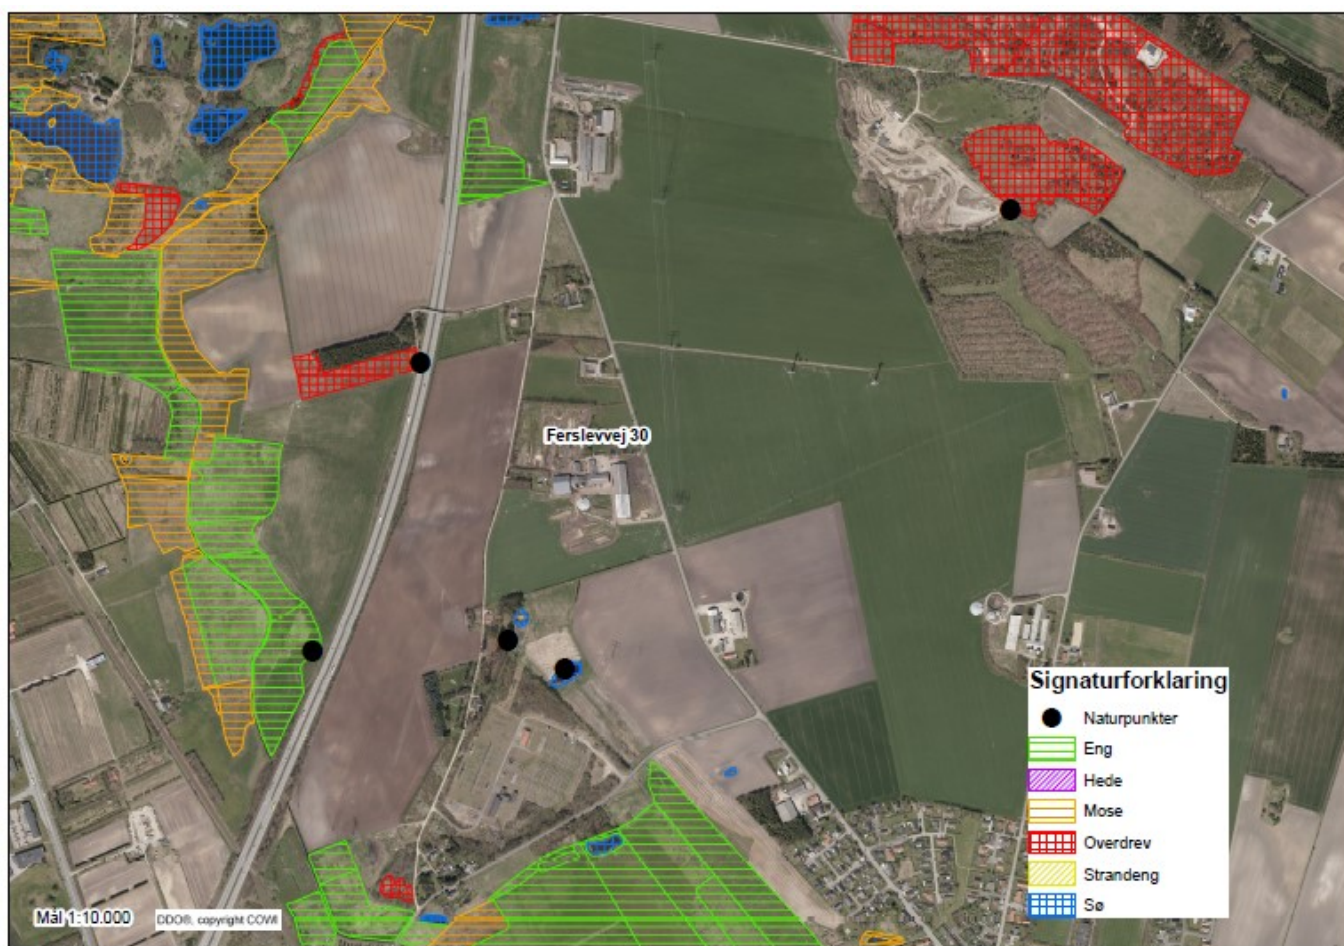 Ferslevvej 30
Signaturforklaring
Naturpunkter
Eng
Hede
Mose
Overdrev
Strandeng
Sø
Mål 1:10.000
DDO®, copyright COWI